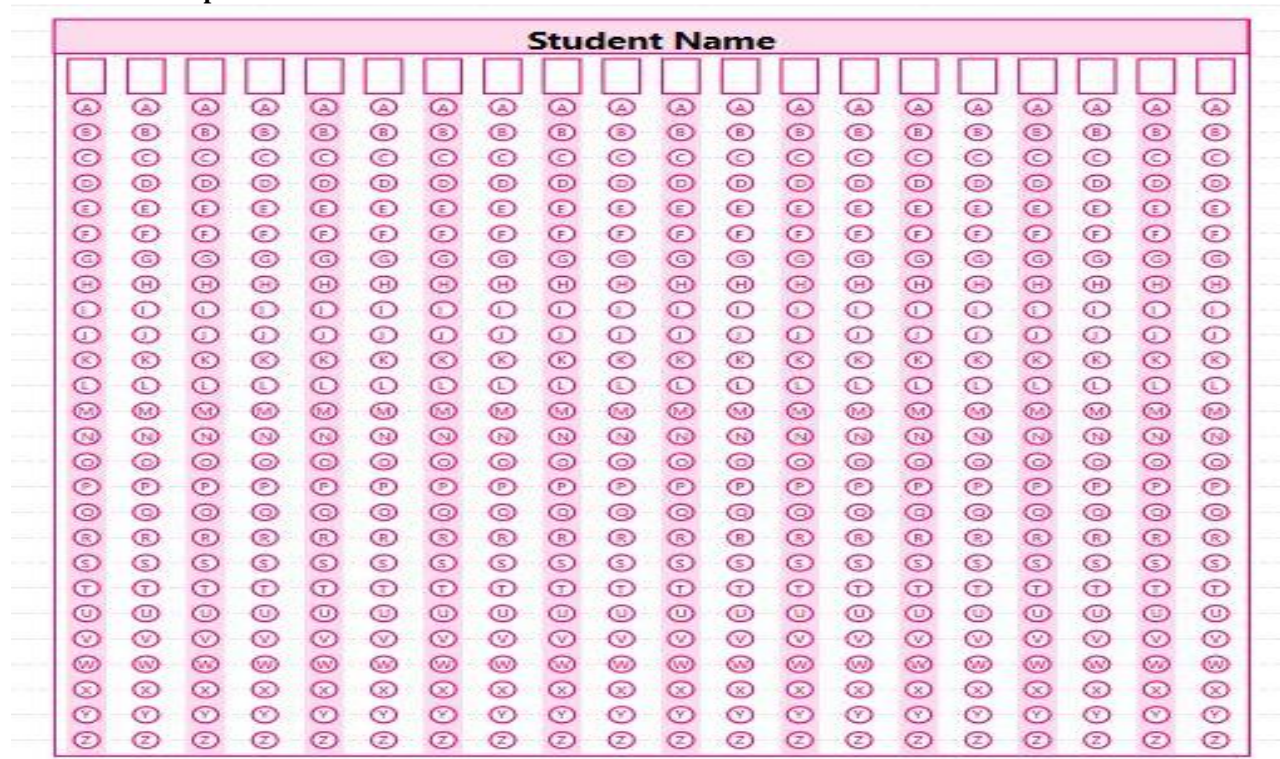 Student Name
A A A A A A A A A A A A A A A A A A A A
B B B B B B B B B B B B B B B B B B B B
C C C C C C C C C C C C C C C C C C C C
D D D D D D D D D D D D D D D D D D D D
E E E E E E E E E E E E E E E E E E E E
F F F F F F F F F F F F F F F F F F F F
G G G G G G G G G G G G G G G G G G G G
H H H H H H H H H H H H H H H H H H H H
I I I I I I I I I I I I I I I I I I I I
J J J J J J J J J J J J J J J J J J J J
K K K K K K K K K K K K K K K K K K K K
L L L L L L L L L L L L L L L L L L L L
M M M M M M M M M M M M M M M M M M M M
N N N N N N N N N N N N N N N N N N N N
O O O O O O O O O O O O O O O O O O O O
P P P P P P P P P P P P P P P P P P P P
Q Q Q Q Q Q Q Q Q Q Q Q Q Q Q Q Q Q Q Q
R R R R R R R R R R R R R R R R R R R R
S S S S S S S S S S S S S S S S S S S S
T T T T T T T T T T T T T T T T T T T T
U U U U U U U U U U U U U U U U U U U U
V V V V V V V V V V V V V V V V V V V V
W W W W W W W W W W W W W W W W W W W W
X X X X X X X X X X X X X X X X X X X X
Y Y Y Y Y Y Y Y Y Y Y Y Y Y Y Y Y Y Y Y
Z Z Z Z Z Z Z Z Z Z Z Z Z Z Z Z Z Z Z Z